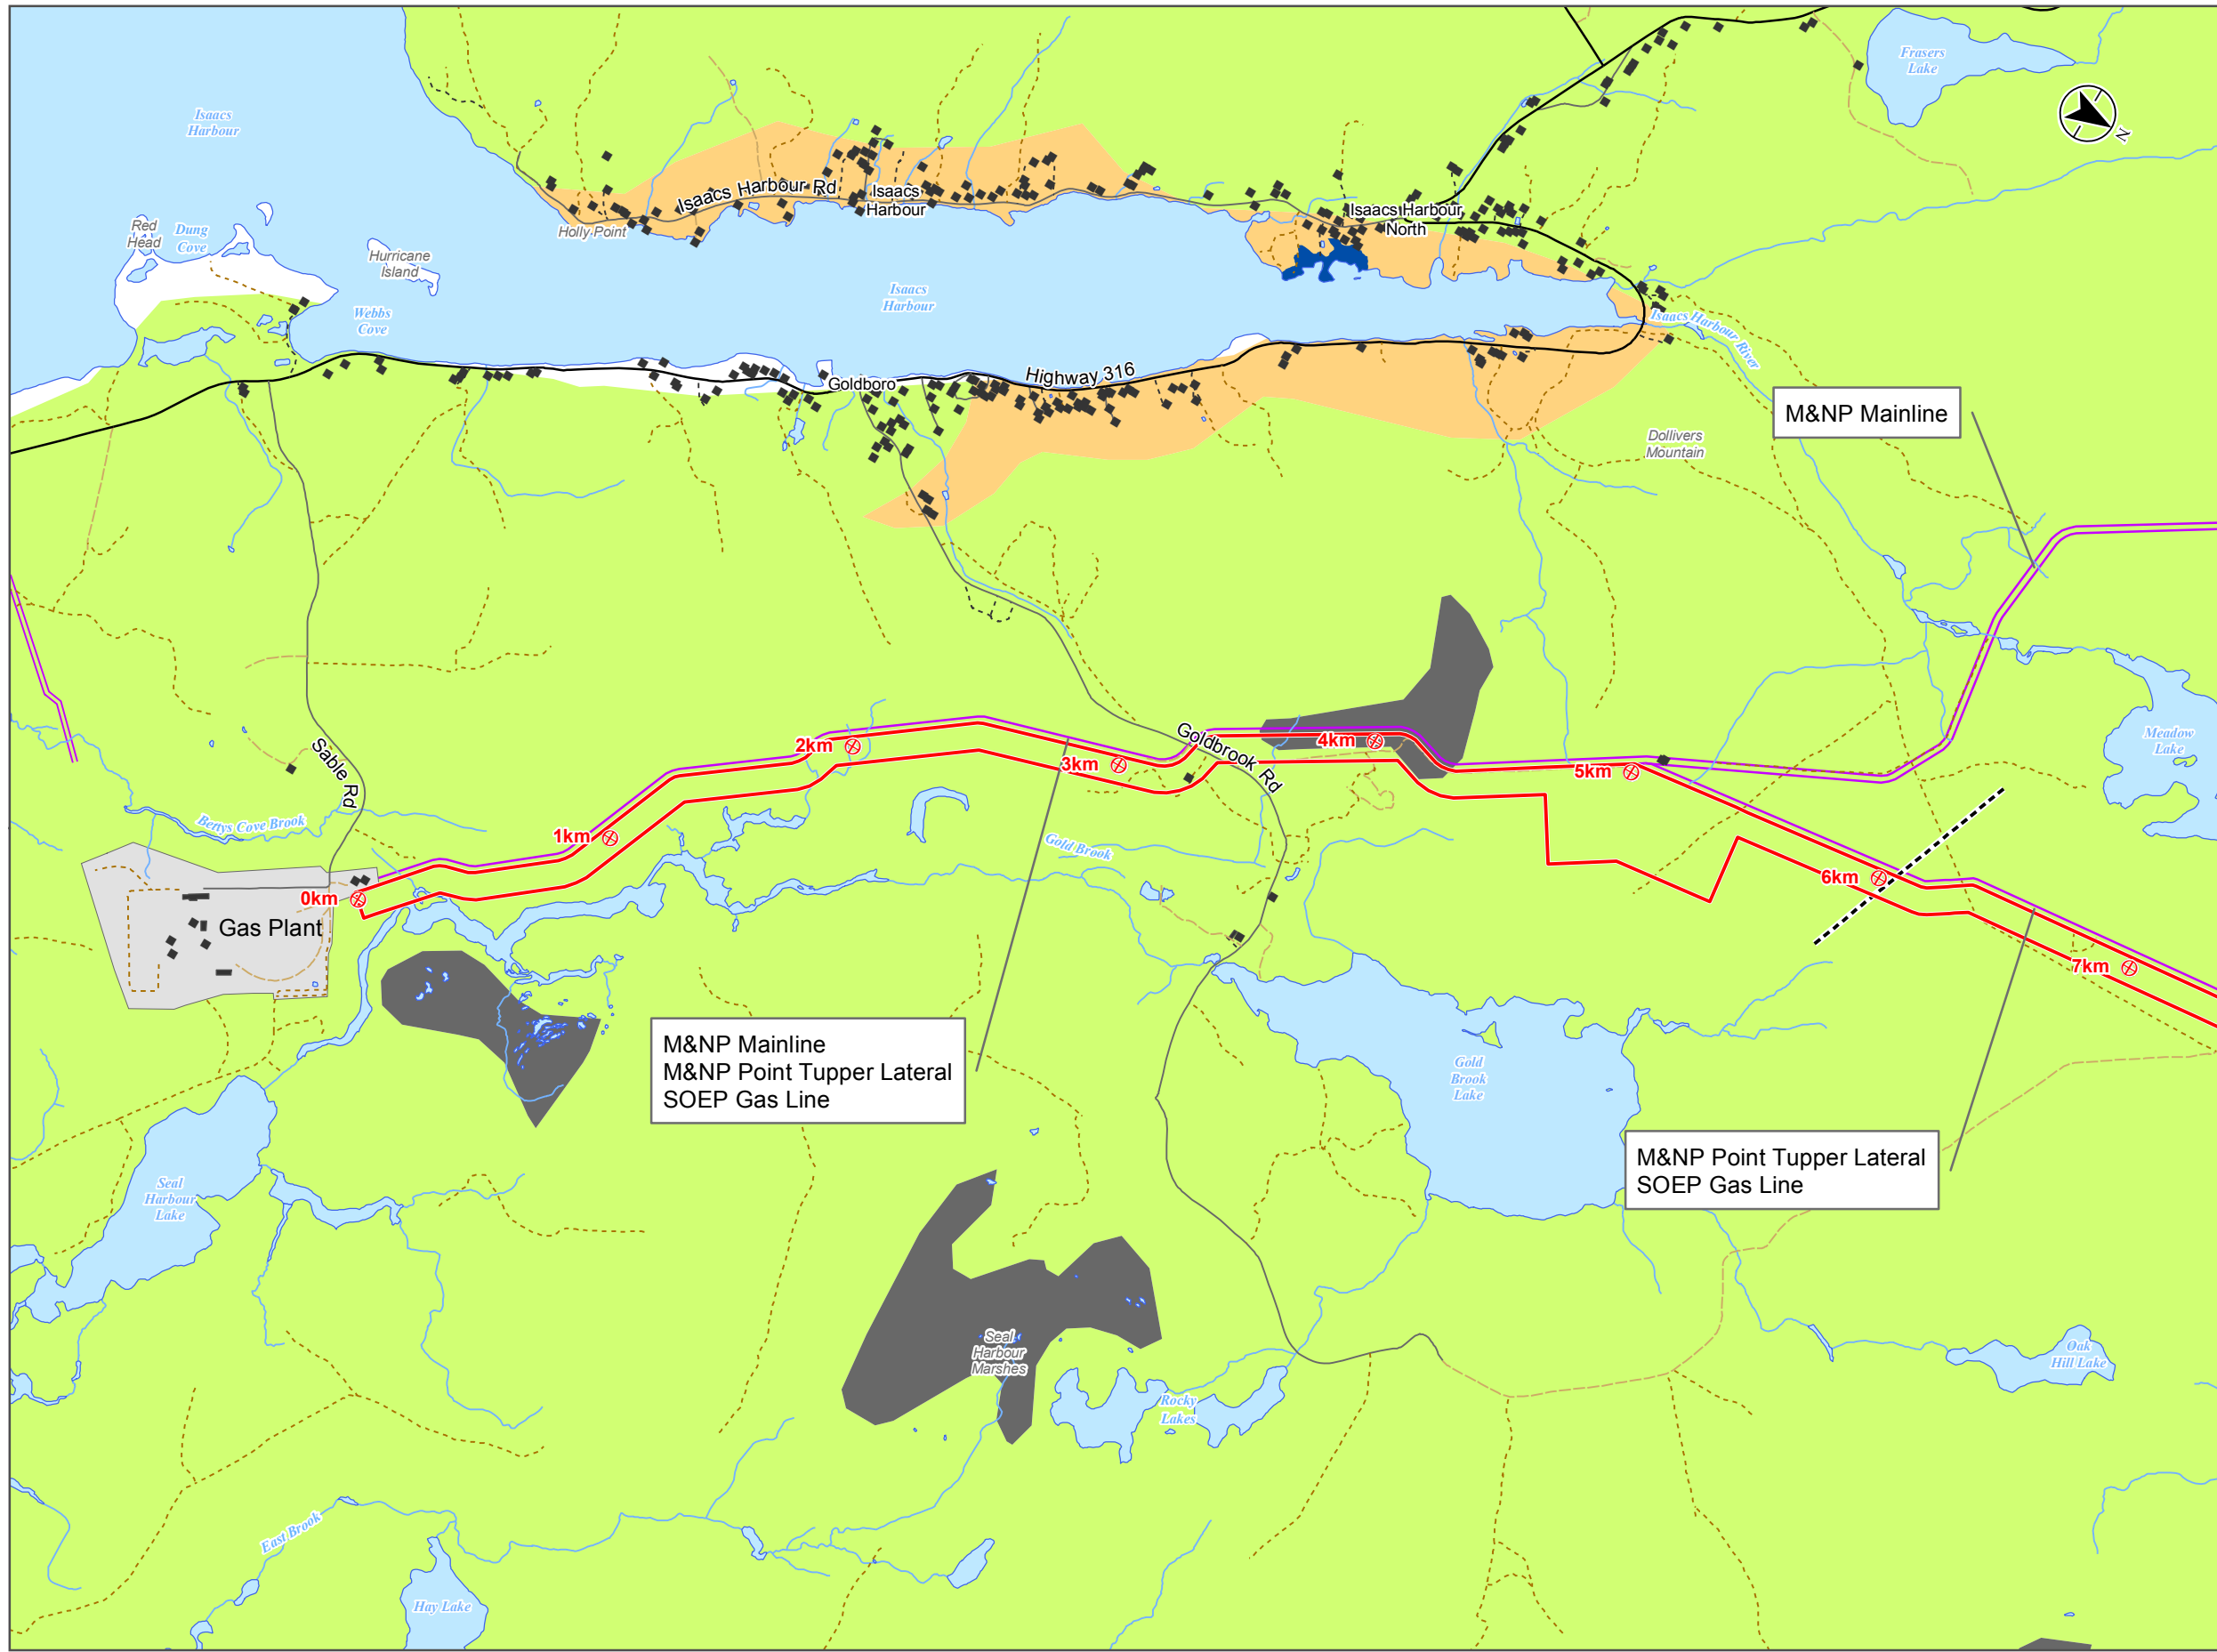 Frasers
Lake
Isaacs
Harbour
N
Isaacs Harbour Rd
Isaacs
Harbour
Isaacs Harbour
North
Red
Head
Dung
Cove
Holly Point
Hurricane
Island
Isaacs
Harbour
Webbs
Cove
Isaacs Harbour River
Goldboro
Highway 316
M&NP Mainline
Dollivers
Mountain
Sable Rd
Goldbrook Rd
Meadow
Lake
2km
3km
4km
5km
Bettys Cove Brook
1km
Gold Brook
0km
6km
Gas Plant
7km
M&NP Mainline
M&NP Point Tupper Lateral
SOEP Gas Line
Gold
Brook
Lake
M&NP Point Tupper Lateral
SOEP Gas Line
Seal
Harbour
Lake
Seal
Harbour
Marshes
Oak
Hill Lake
Rocky
Lakes
East Brook
Hay Lake